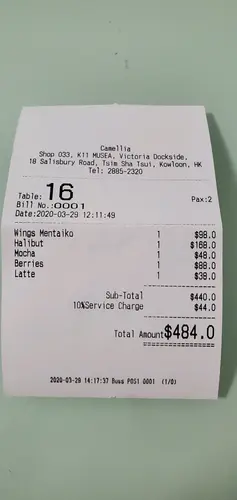 Camellia
Shop 033, K11 MUSEA, Victoria Dockside,
18 Salisbury Road, Tsim Sha Tsui, Kowloon, HK
Tel: 2885-2320
Table: 16 Pax:2
Bill No.:0001
Date:2020-03-29 12:11:49
Wings Mentaiko 1 $98.0
Halibut 1 $168.0
Mocha 1 $48.0
Berries 1 $88.0
Latte 1 $38.0
Sub-Total $440.0
10%Service Charge $44.0
Total Amount $484.0
2020-03-29 14:17:37 Boss POS1 0001 (1/0)